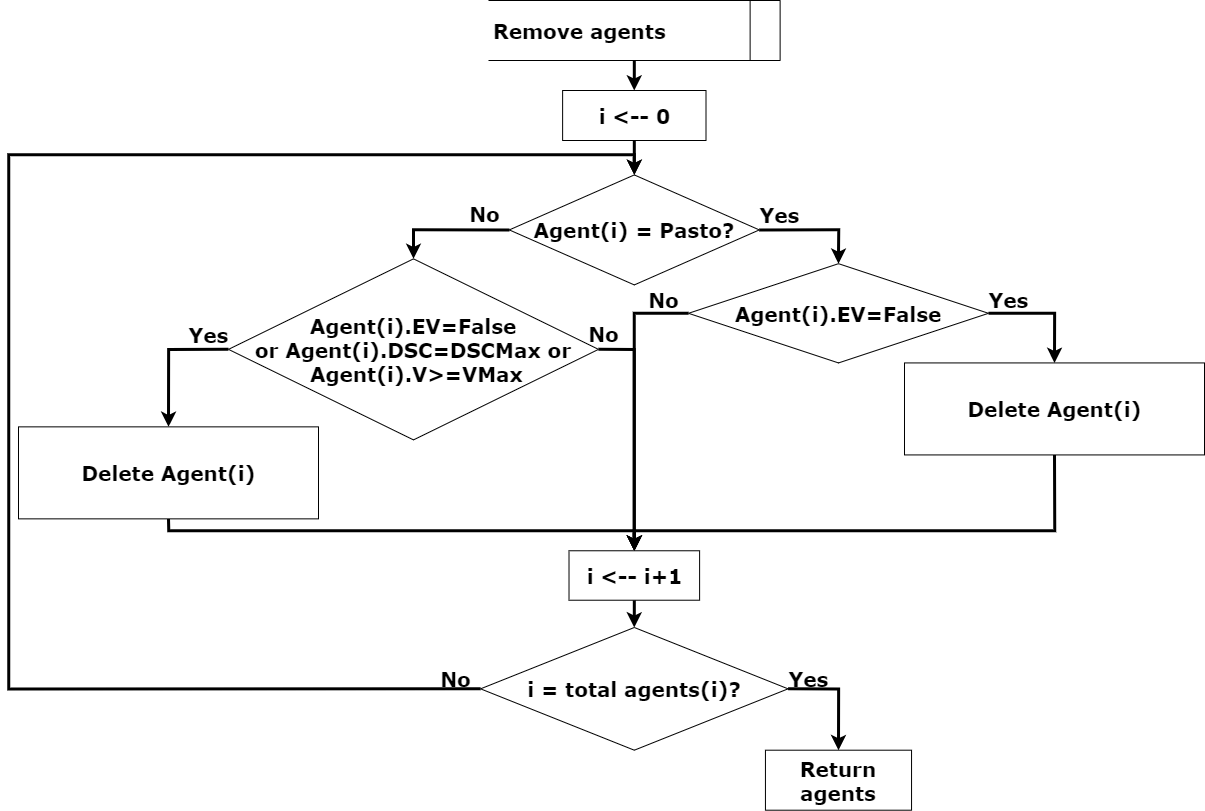 Remove agents
i <-- 0
Agent(i) = Pasto?
No
Yes
Agent(i).EV=False
or Agent(i).DSC=DSCMax or
Agent(i).V>=VMax
Yes
No
Agent(i).EV=False
No
Yes
Delete Agent(i)
Delete Agent(i)
i <-- i+1
i = total agents(i)?
No
Yes
Return
agents